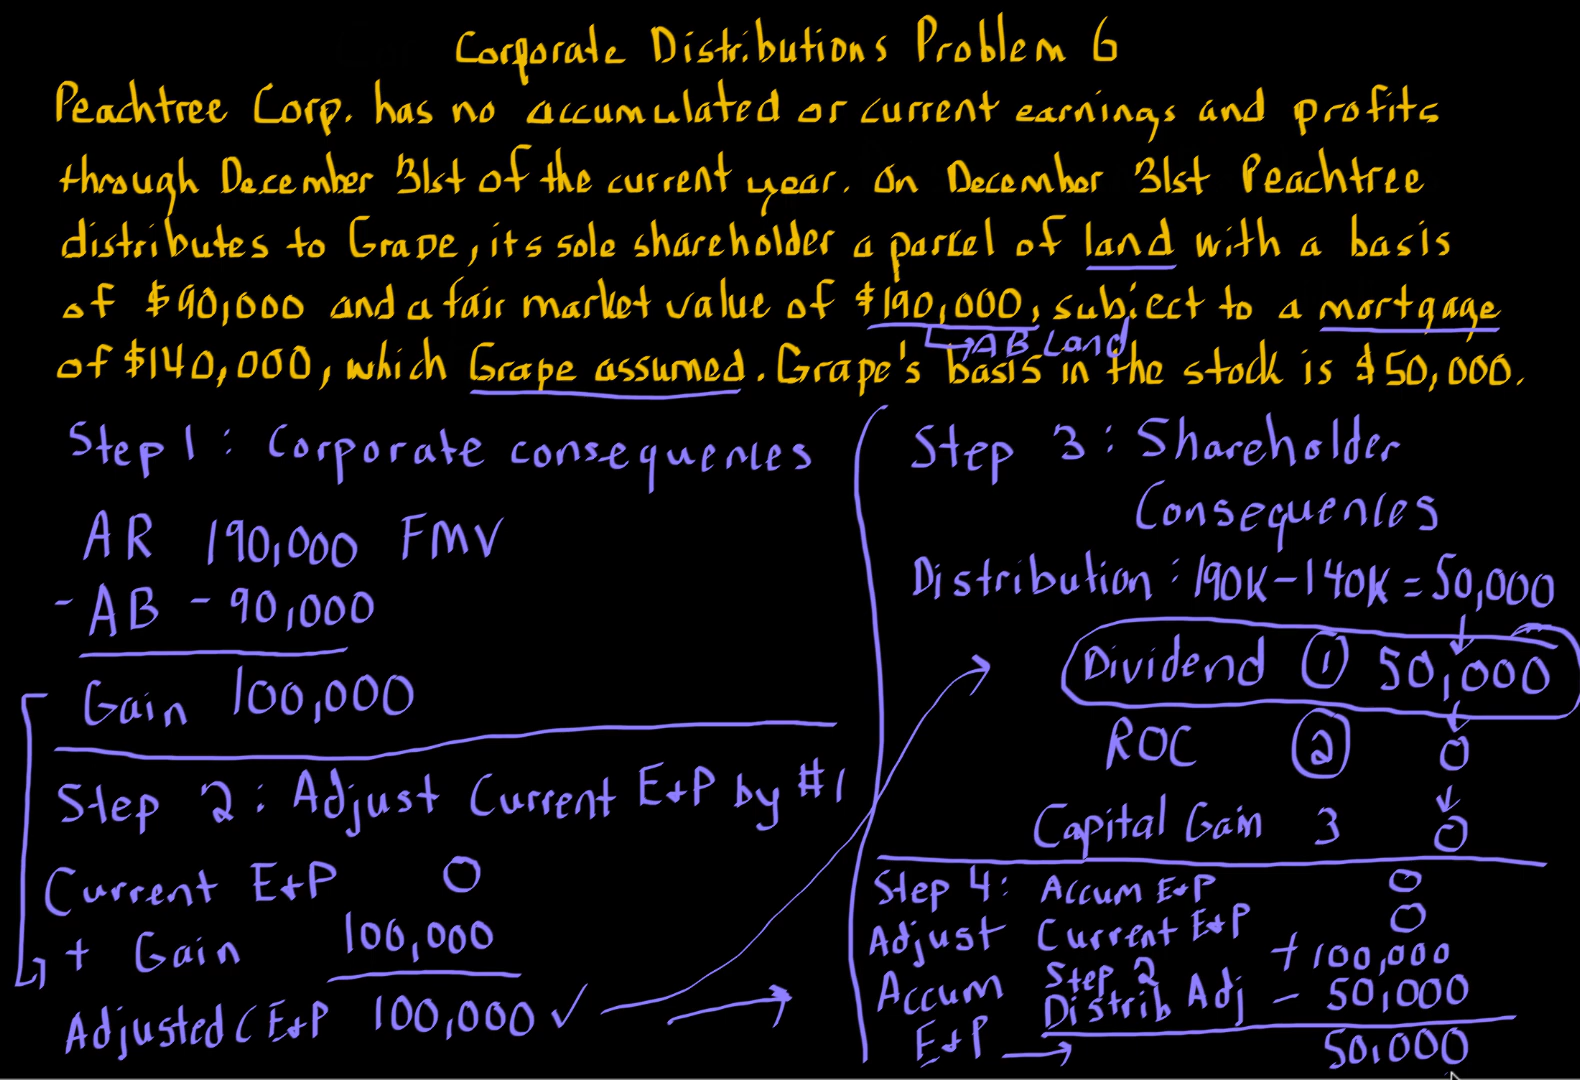 Corporate Distributions Problem 6
Peachtree Corp. has no accumulated or current earnings and profits
through December 31st of the current year. On December 31st Peachtree
distributes to Grape, its sole shareholder a parcel of land with a basis
of $90,000 and a fair market value of $190,000, subject to a mortgage
AB Land
of $140,000, which Grape assumed. Grape's basis in the stock is $50,000.
Step 1: Corporate consequences
AR 190,000 FMV
- AB - 90,000
Gain 100,000
Step 2: Adjust Current E+P by #1
Current E+P 0
+ Gain 100,000
Adjusted C E+P 100,000 ✓
Step 3: Shareholder
Consequences
Distribution: 190K - 140K = 50,000
Dividend 1 50,000
ROC 2 0
Capital Gain 3 0
Step 4: Accum E+P 0
Adjust Current E+P 0
Step 2 + 100,000
Accum Distrib Adj - 50,000
E+P 50,000